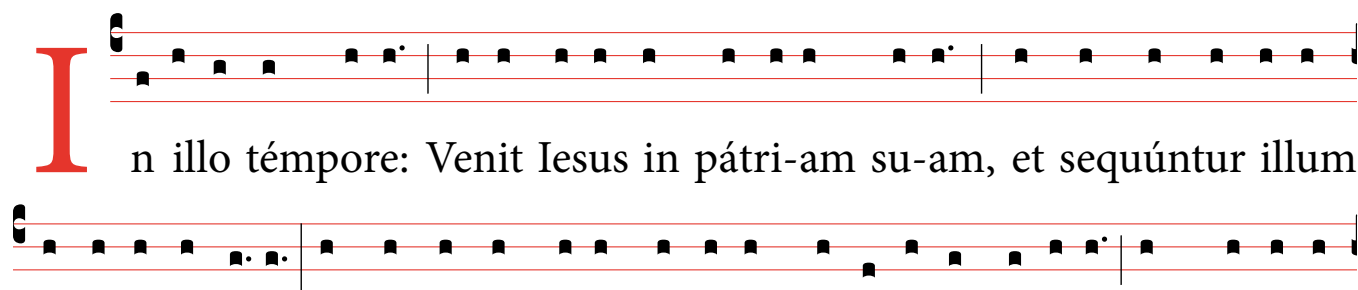 In illo témpore: Venit Iesus in pátri-am su-am, et sequúntur illum